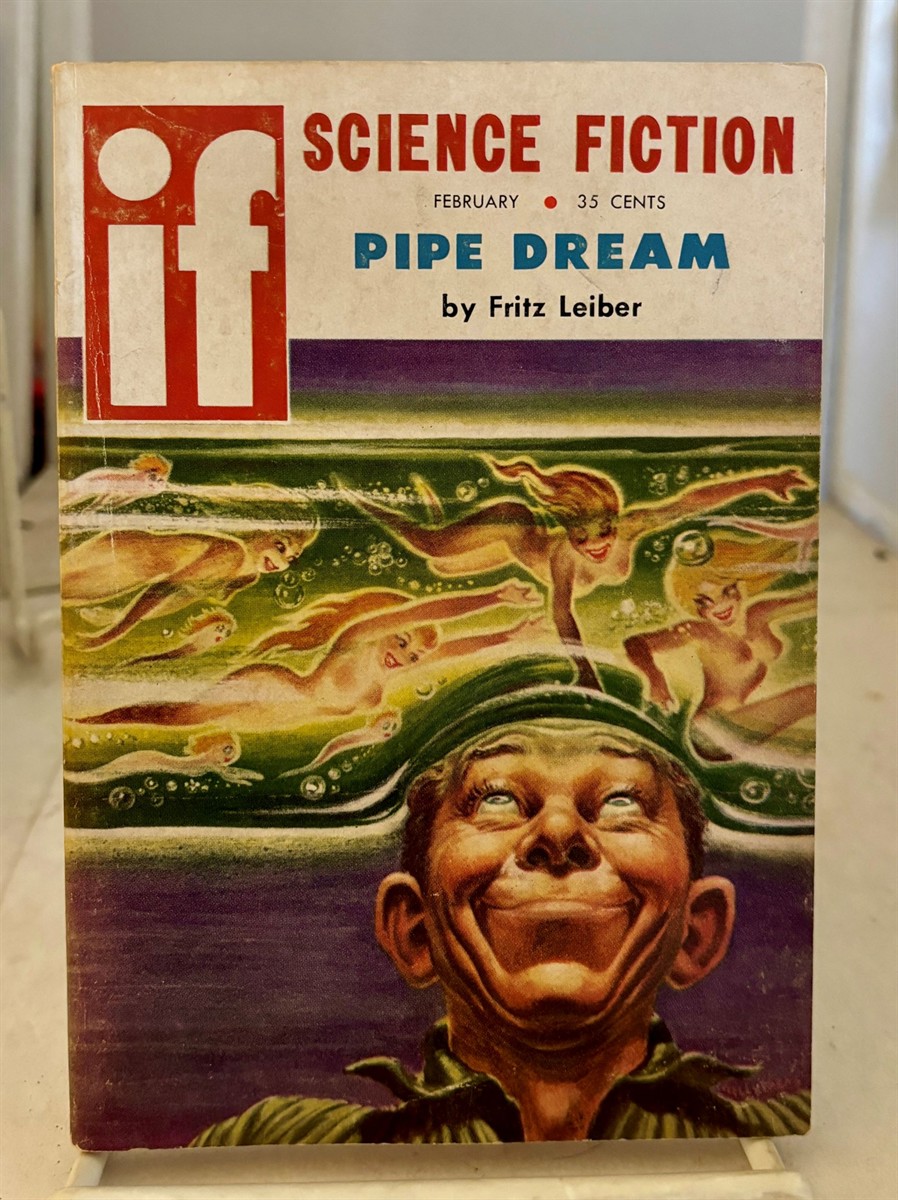 if
SCIENCE FICTION
FEBRUARY • 35 CENTS
PIPE DREAM
by Fritz Leiber